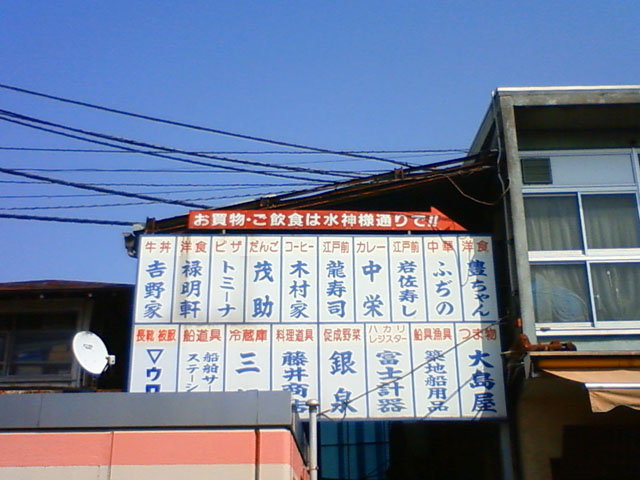 お買物・ご飲食は水神様通りで!!
牛丼 洋食 ピザ だんご コーヒー 江戸前 カレー 江戸前 中華 洋食
吉野家 禄明軒 トミーナ 茂助 木村家 龍寿司 中栄 岩佐寿し ふぢの 豊ちゃん
長靴 被服 船道具 冷蔵庫 料理道具 促成野菜 ハカリ レジスター 船具漁具 つま物
▽ウロ 船舶サー ステーシ 三 藤井商店 銀泉 富士計器 築地船用品 大島屋